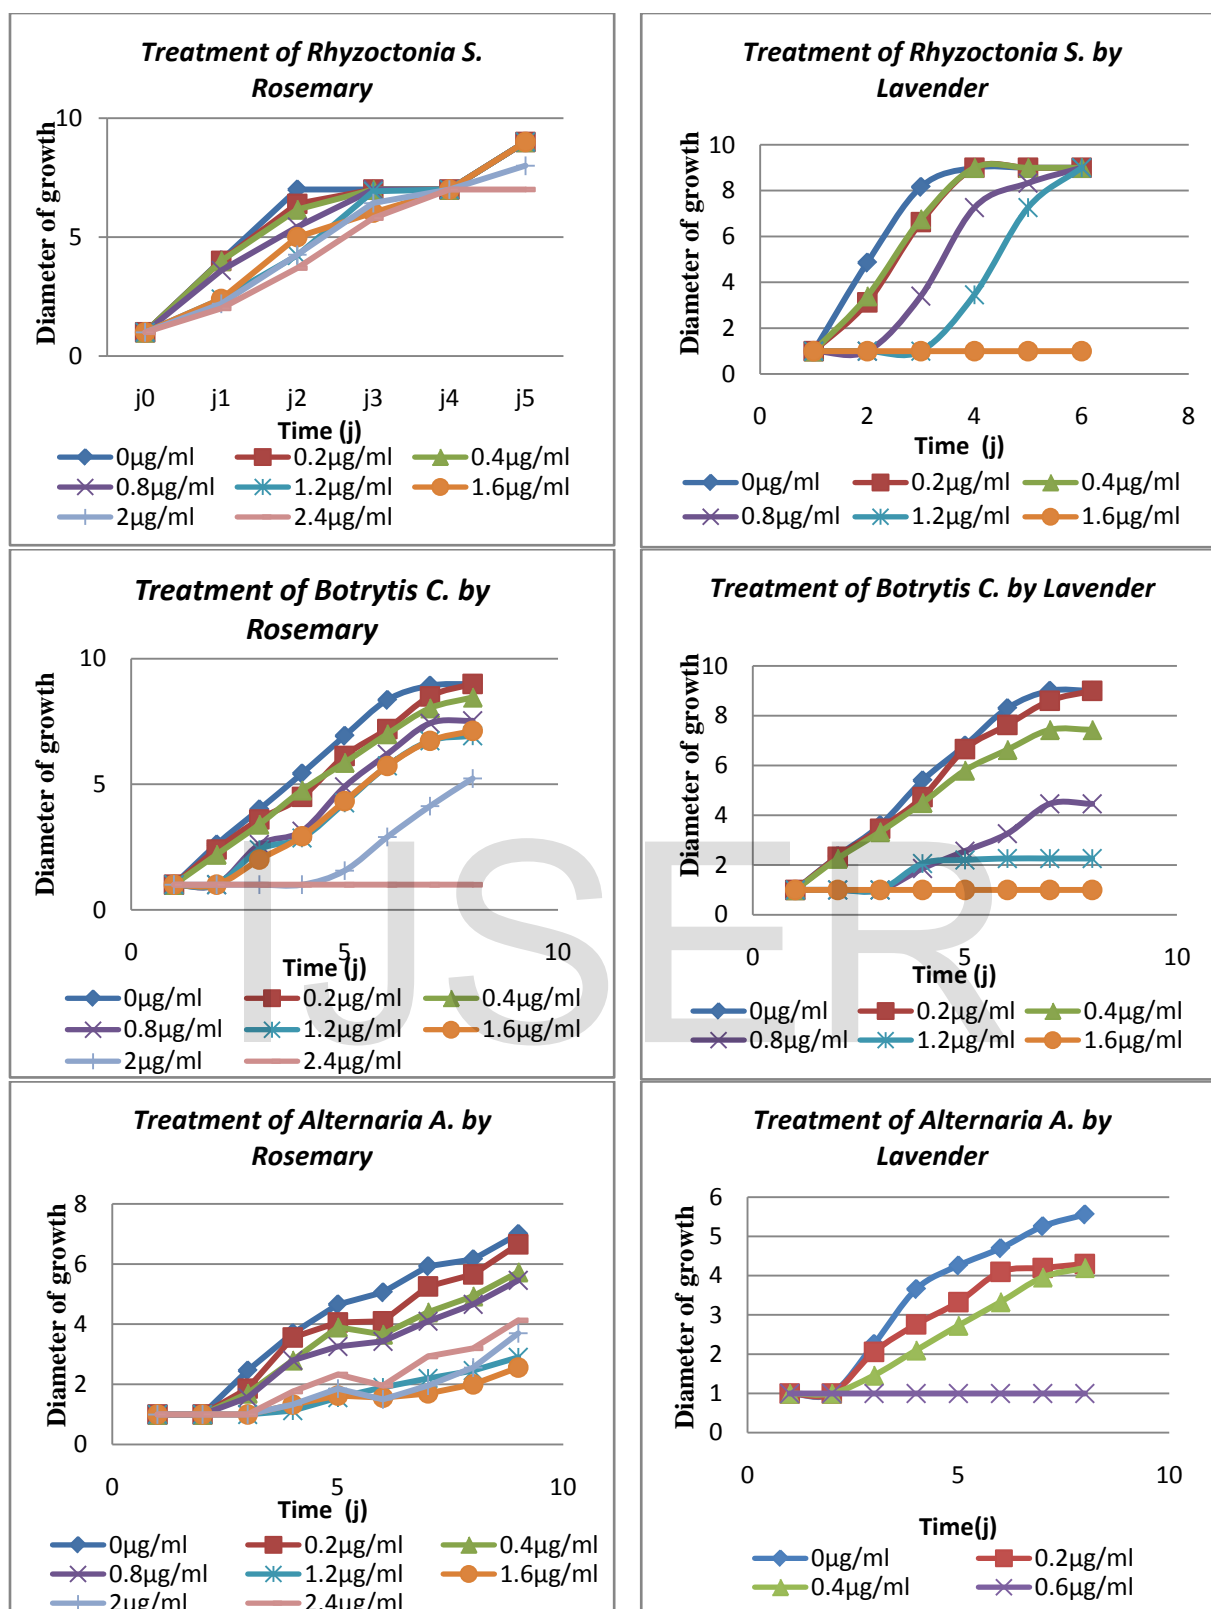 Treatment of Rhyzoctonia S.
Rosemary
Diameter of growth
10
5
0
j0 j1 j2 j3 j4 j5
Time (j)
0µg/ml 0.2µg/ml 0.4µg/ml
0.8µg/ml 1.2µg/ml 1.6µg/ml
2µg/ml 2.4µg/ml
Treatment of Rhyzoctonia S. by
Lavender
Diameter of growth
10
8
6
4
2
0
0 2 4 6 8
Time (j)
0µg/ml 0.2µg/ml 0.4µg/ml
0.8µg/ml 1.2µg/ml 1.6µg/ml
Treatment of Botrytis C. by
Rosemary
Diameter of growth
10
5
0
0 5 10
Time (j)
0µg/ml 0.2µg/ml 0.4µg/ml
0.8µg/ml 1.2µg/ml 1.6µg/ml
2µg/ml 2.4µg/ml
Treatment of Botrytis C. by Lavender
Diameter of growth
10
8
6
4
2
0
0 5 10
Time (j)
0µg/ml 0.2µg/ml 0.4µg/ml
0.8µg/ml 1.2µg/ml 1.6µg/ml
IJSER
Treatment of Alternaria A. by
Rosemary
Diameter of growth
8
6
4
2
0
0 5 10
Time (j)
0µg/ml 0.2µg/ml 0.4µg/ml
0.8µg/ml 1.2µg/ml 1.6µg/ml
2µg/ml 2.4µg/ml
Treatment of Alternaria A. by
Lavender
Diameter of growth
6
5
4
3
2
1
0
0 5 10
Time(j)
0µg/ml 0.2µg/ml
0.4µg/ml 0.6µg/ml